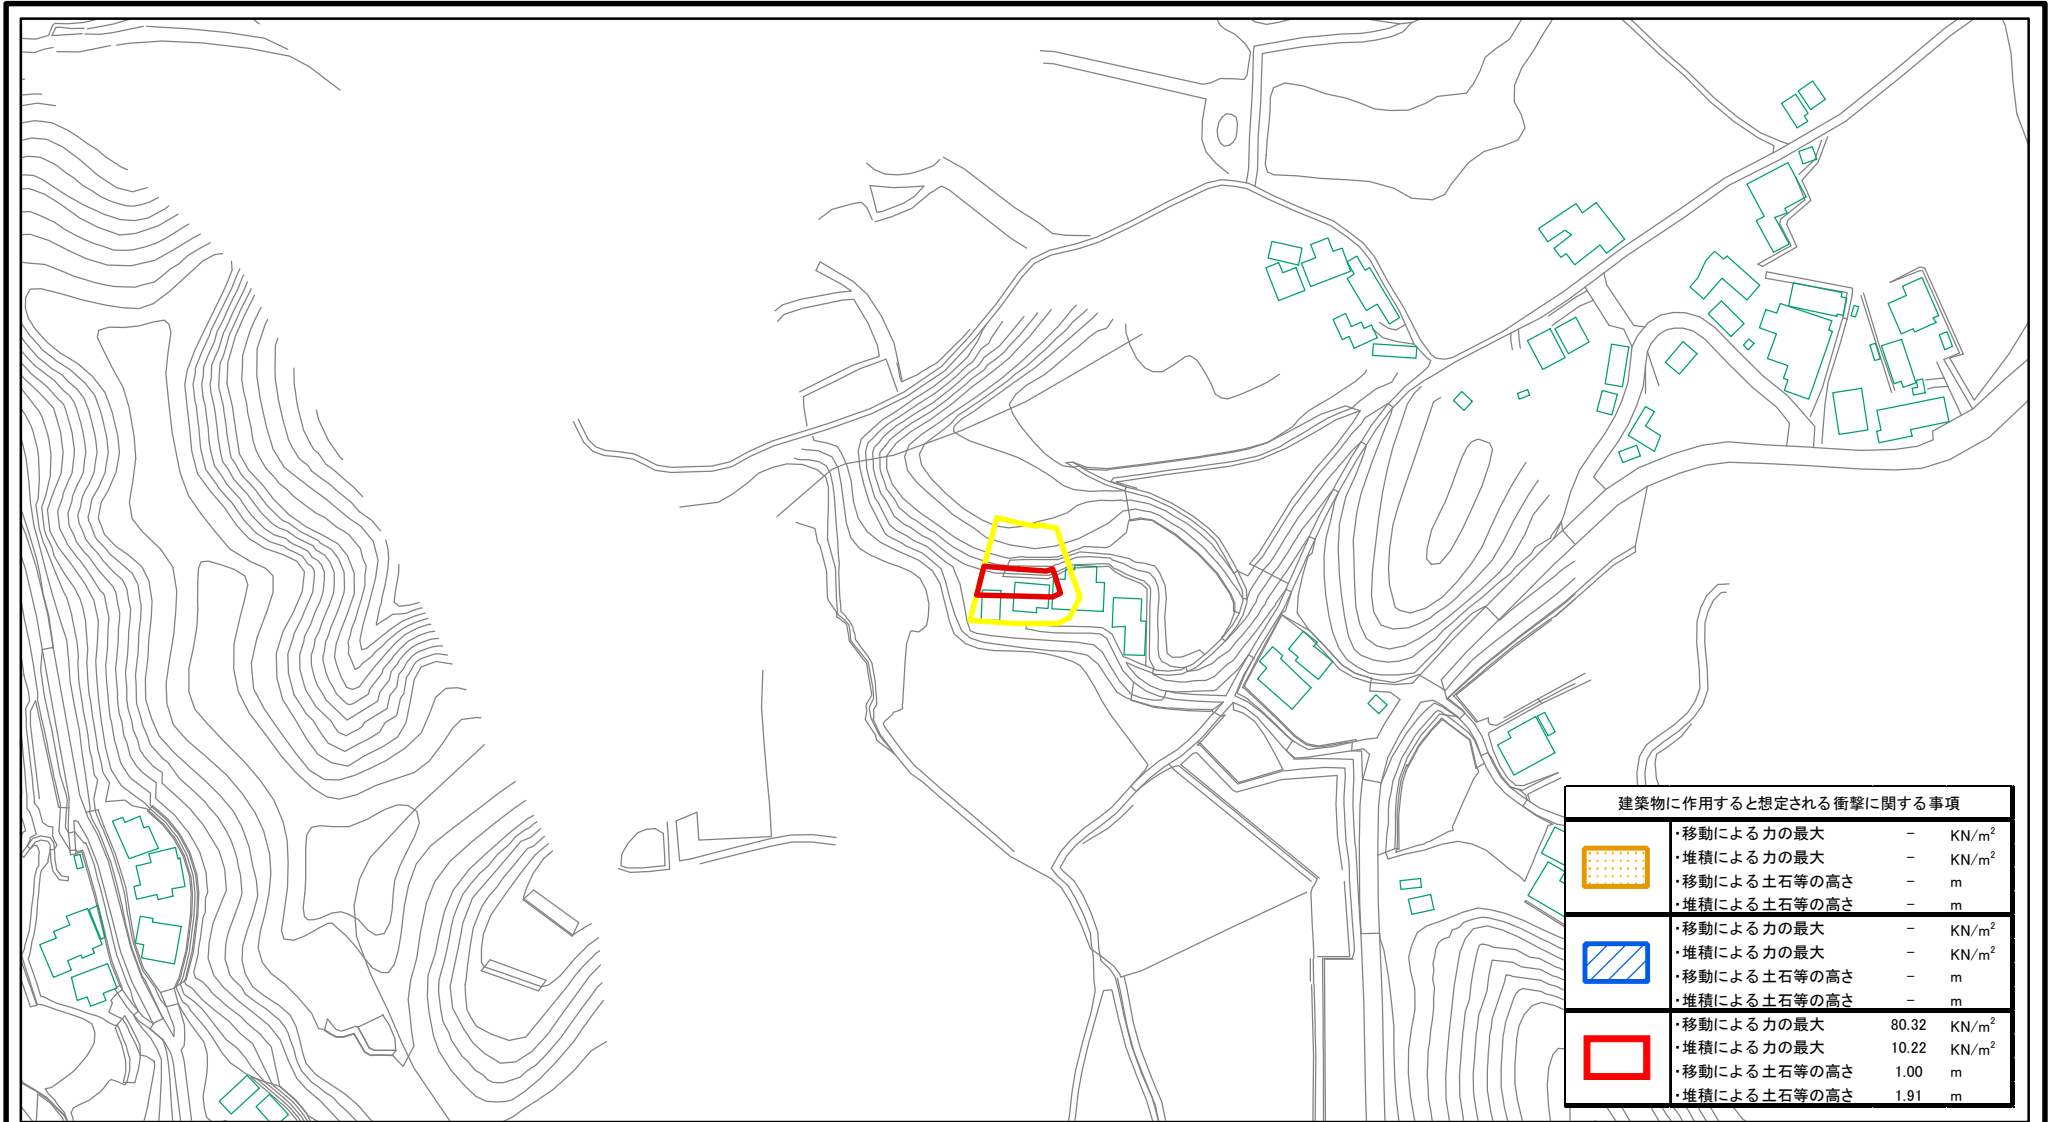 建築物に作用すると想定される衝撃に関する事項
・移動による力の最大 － KN/m²
・堆積による力の最大 － KN/m²
・移動による土石等の高さ － m
・堆積による土石等の高さ － m
・移動による力の最大 － KN/m²
・堆積による力の最大 － KN/m²
・移動による土石等の高さ － m
・堆積による土石等の高さ － m
・移動による力の最大 80.32 KN/m²
・堆積による力の最大 10.22 KN/m²
・移動による土石等の高さ 1.00 m
・堆積による土石等の高さ 1.91 m